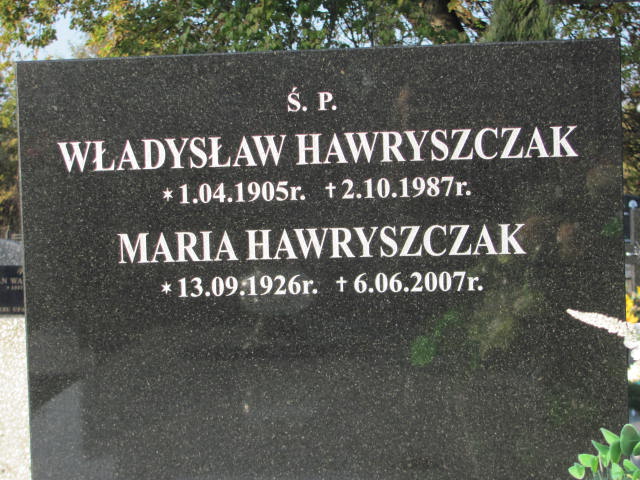 Ś. P.
WŁADYSŁAW HAWRYSZCZAK
* 1.04.1905r. † 2.10.1987r.
MARIA HAWRYSZCZAK
* 13.09.1926r. † 6.06.2007r.